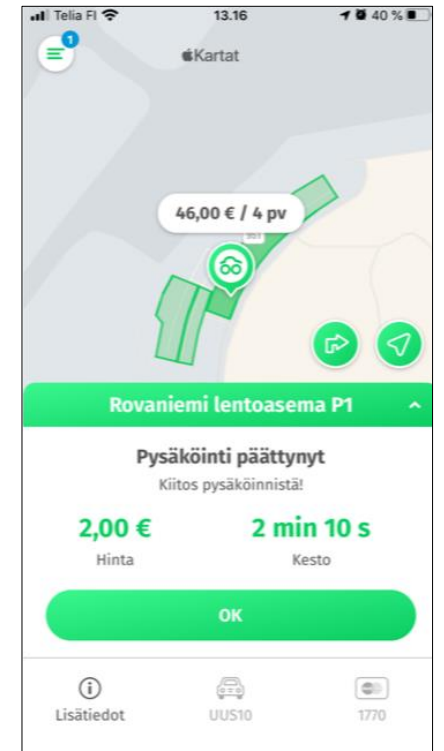 Telia FI 13.16 40 %
1
Kartat
46,00 € / 4 pv
Rovaniemi lentoasema P1
Pysäköinti päättynyt
Kiitos pysäköinnistä!
2,00 € 2 min 10 s
Hinta Kesto
OK
Lisätiedot UUS10 1770